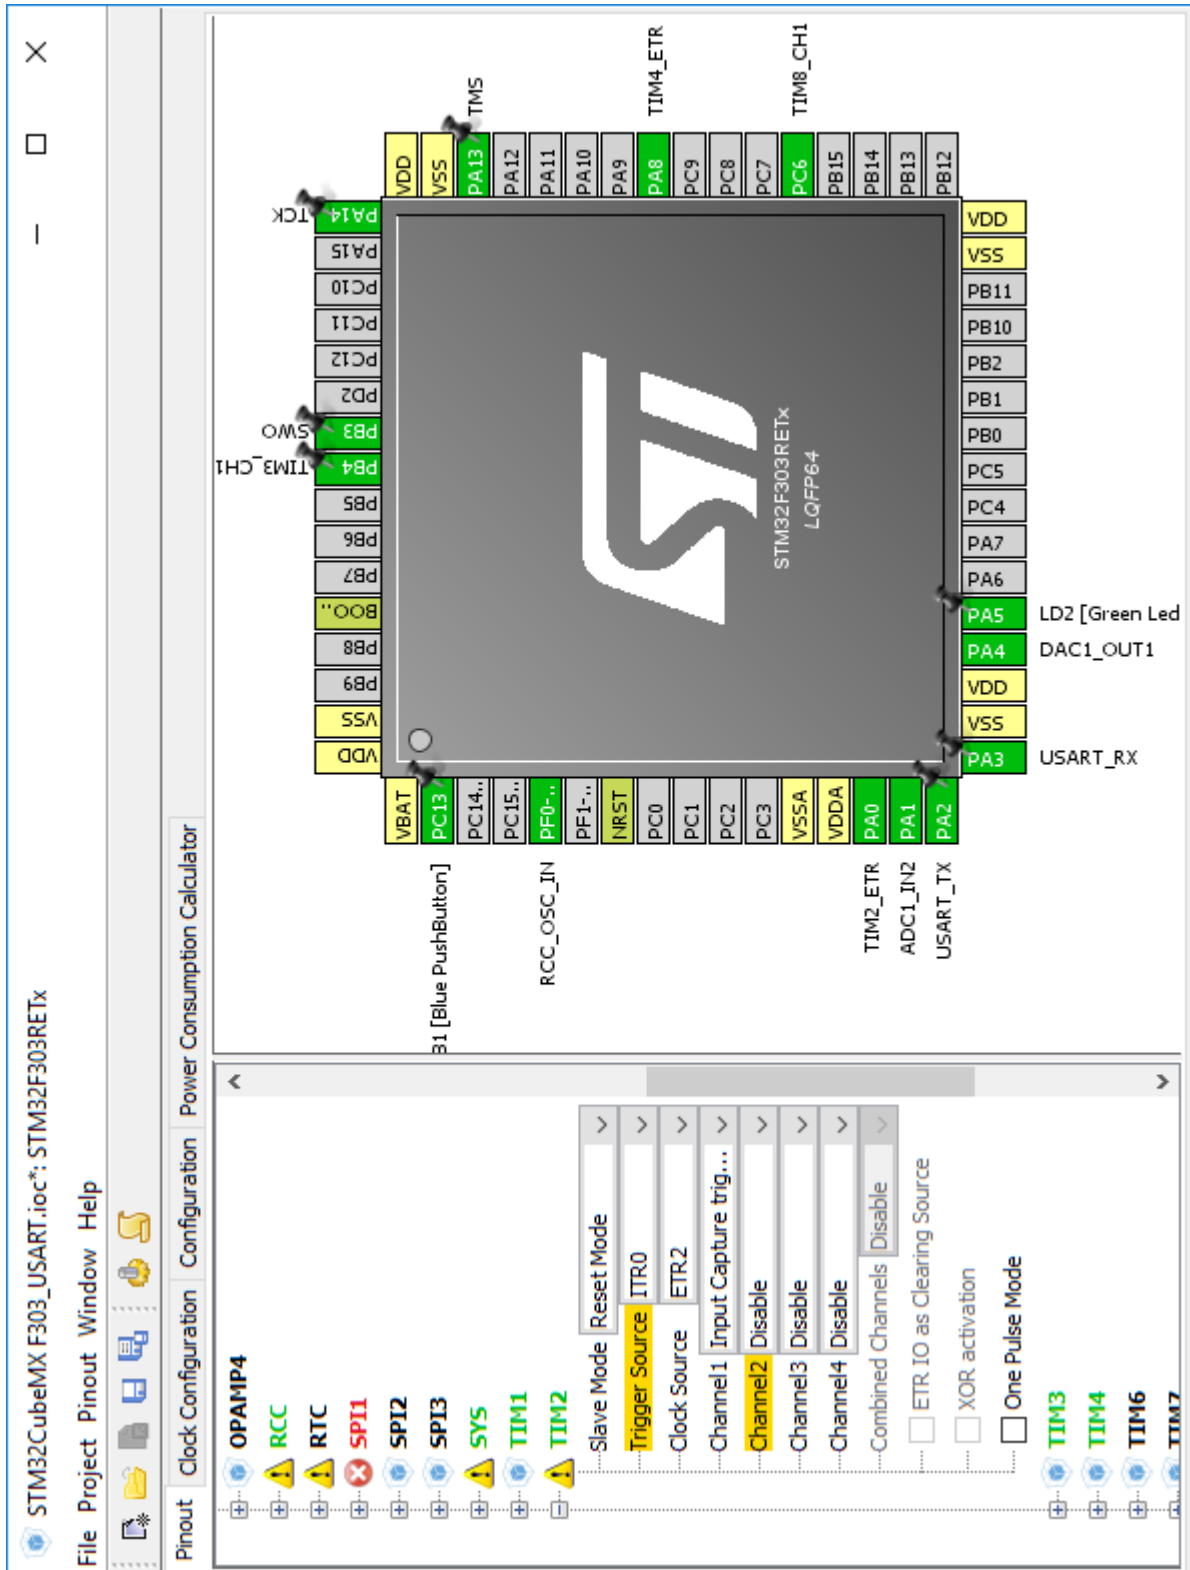 STM32CubeMX F303_USART.ioc*: STM32F303RETx
File Project Pinout Window Help
Pinout Clock Configuration Configuration Power Consumption Calculator
OPAMP4
RCC
RTC
SPI1
SPI2
SPI3
SYS
TIM1
TIM2
Slave Mode Reset Mode
Trigger Source ITR0
Clock Source ETR2
Channel1 Input Capture trig...
Channel2 Disable
Channel3 Disable
Channel4 Disable
Combined Channels Disable
ETR IO as Clearing Source
XOR activation
One Pulse Mode
TIM3
TIM4
TIM6
TIM7
TIM3_CH1
SWO
TCK
VDD
VSS
PB9
PB8
BOO..
PB7
PB6
PB5
PB4
PB3
PD2
PC12
PC11
PC10
PA15
PA14
B1 [Blue PushButton]
RCC_OSC_IN
TIM2_ETR
ADC1_IN2
USART_TX
VBAT
PC13
PC14..
PC15..
PF0-..
PF1-..
NRST
PC0
PC1
PC2
PC3
VSSA
VDDA
PA0
PA1
PA2
STM32F303RETx
LQFP64
VDD
VSS
PA13
PA12
PA11
PA10
PA9
PA8
PC9
PC8
PC7
PC6
PB15
PB14
PB13
PB12
TMS
TIM4_ETR
TIM8_CH1
PA3
VSS
VDD
PA4
PA5
PA6
PA7
PC4
PC5
PB0
PB1
PB2
PB10
PB11
VSS
VDD
USART_RX
DAC1_OUT1
LD2 [Green Led